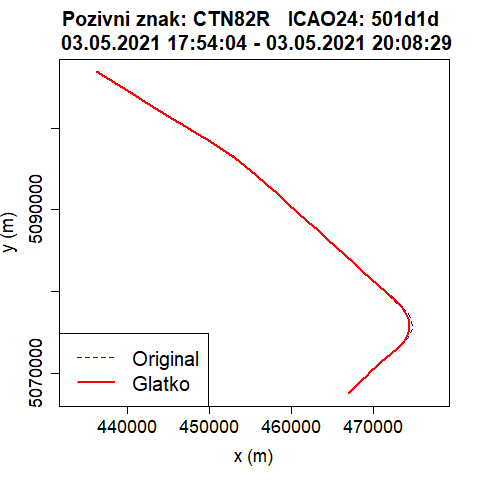 Pozivni znak: CTN82R ICAO24: 501d1d
03.05.2021 17:54:04 - 03.05.2021 20:08:29
5090000
y (m)
5070000
Original
Glatko
440000 450000 460000 470000
x (m)